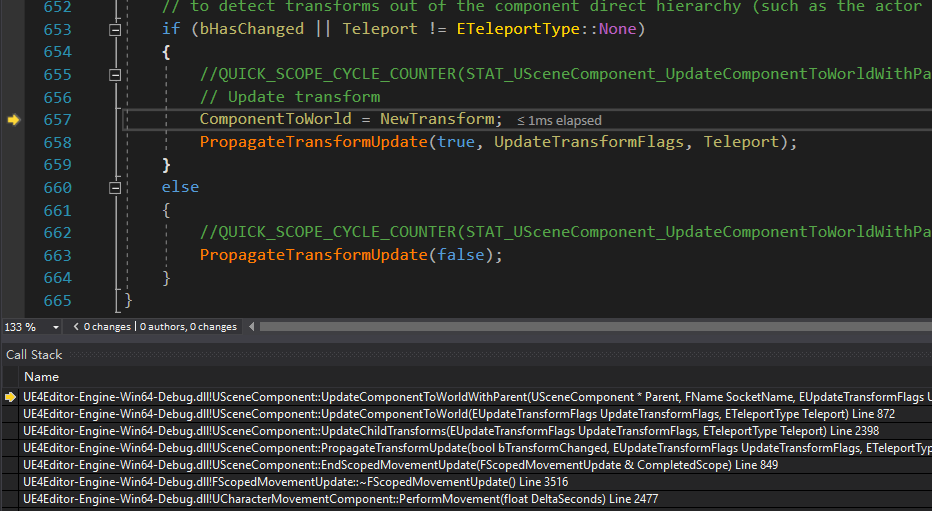 652 // to detect transforms out of the component direct hierarchy (such as the actor
653 if (bHasChanged || Teleport != ETeleportType::None)
654 {
655 //QUICK_SCOPE_CYCLE_COUNTER(STAT_USceneComponent_UpdateComponentToWorldWithPa
656 // Update transform
657 ComponentToWorld = NewTransform; ≤ 1ms elapsed
658 PropagateTransformUpdate(true, UpdateTransformFlags, Teleport);
659 }
660 else
661 {
662 //QUICK_SCOPE_CYCLE_COUNTER(STAT_USceneComponent_UpdateComponentToWorldWithPa
663 PropagateTransformUpdate(false);
664 }
665 }
133 % 0 changes | 0 authors, 0 changes
Call Stack
Name
UE4Editor-Engine-Win64-Debug.dll!USceneComponent::UpdateComponentToWorldWithParent(USceneComponent * Parent, FName SocketName, EUpdateTransformFlags U
UE4Editor-Engine-Win64-Debug.dll!USceneComponent::UpdateComponentToWorld(EUpdateTransformFlags UpdateTransformFlags, ETeleportType Teleport) Line 872
UE4Editor-Engine-Win64-Debug.dll!USceneComponent::UpdateChildTransforms(EUpdateTransformFlags UpdateTransformFlags, ETeleportType Teleport) Line 2398
UE4Editor-Engine-Win64-Debug.dll!USceneComponent::PropagateTransformUpdate(bool bTransformChanged, EUpdateTransformFlags UpdateTransformFlags, ETeleportTy
UE4Editor-Engine-Win64-Debug.dll!USceneComponent::EndScopedMovementUpdate(FScopedMovementUpdate & CompletedScope) Line 849
UE4Editor-Engine-Win64-Debug.dll!FScopedMovementUpdate::~FScopedMovementUpdate() Line 3516
UE4Editor-Engine-Win64-Debug.dll!UCharacterMovementComponent::PerformMovement(float DeltaSeconds) Line 2477